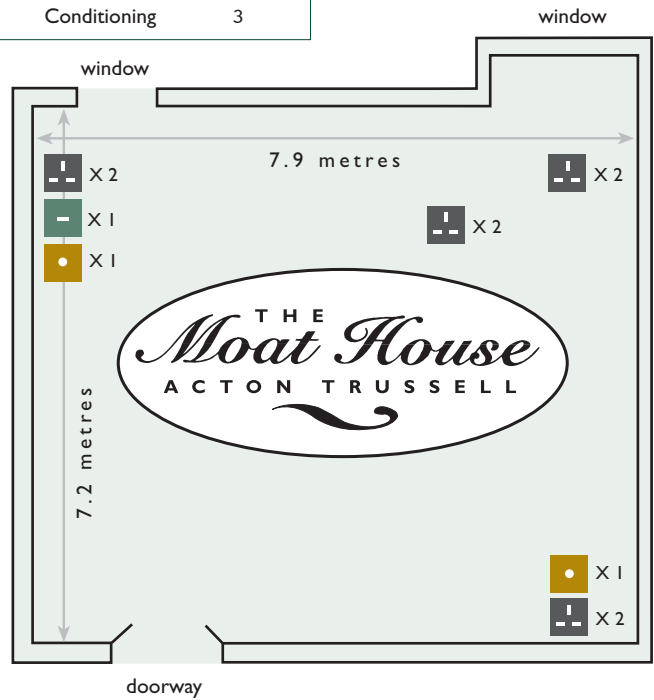 Conditioning 3
window
window
7.9 metres
X 2
X 2
X 1
X 2
X 1
THE
Moat House
ACTON TRUSSELL
7.2 metres
X 1
X 2
doorway